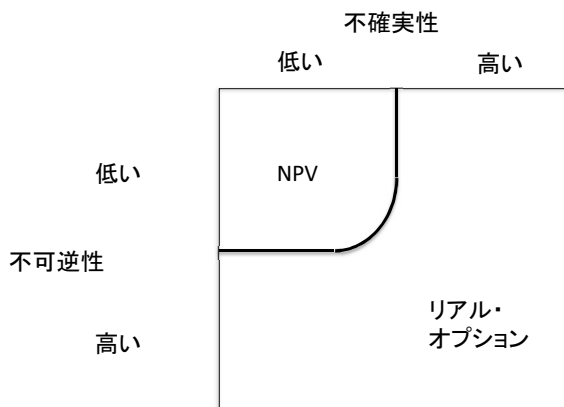 不確実性
低い
高い
低い
NPV
不可逆性
リアル・
オプション
高い